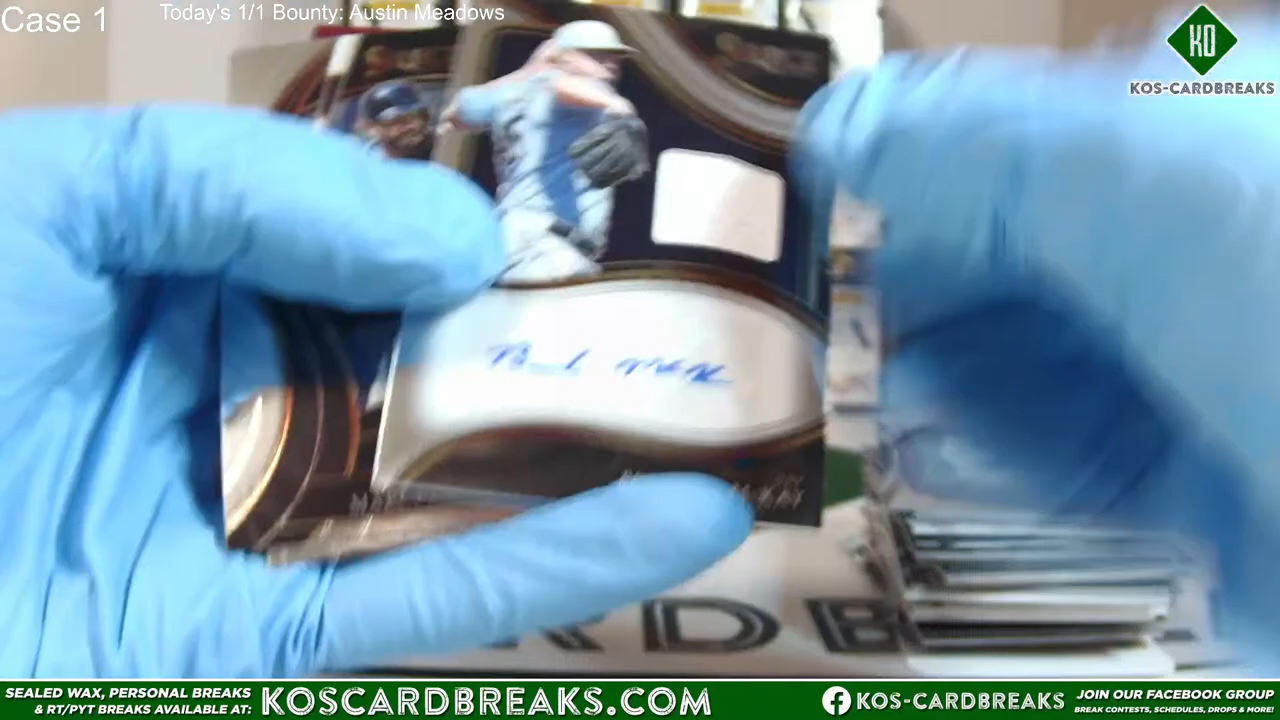 Case 1
Today's 1/1 Bounty: Austin Meadows
KO
KOS-CARDBREAKS
SEALED WAX, PERSONAL BREAKS
& RT/PYT BREAKS AVAILABLE AT:
KOSCARDBREAKS.COM
KOS-CARDBREAKS
JOIN OUR FACEBOOK GROUP
BREAK CONTESTS, SCHEDULES, DROPS & MORE!